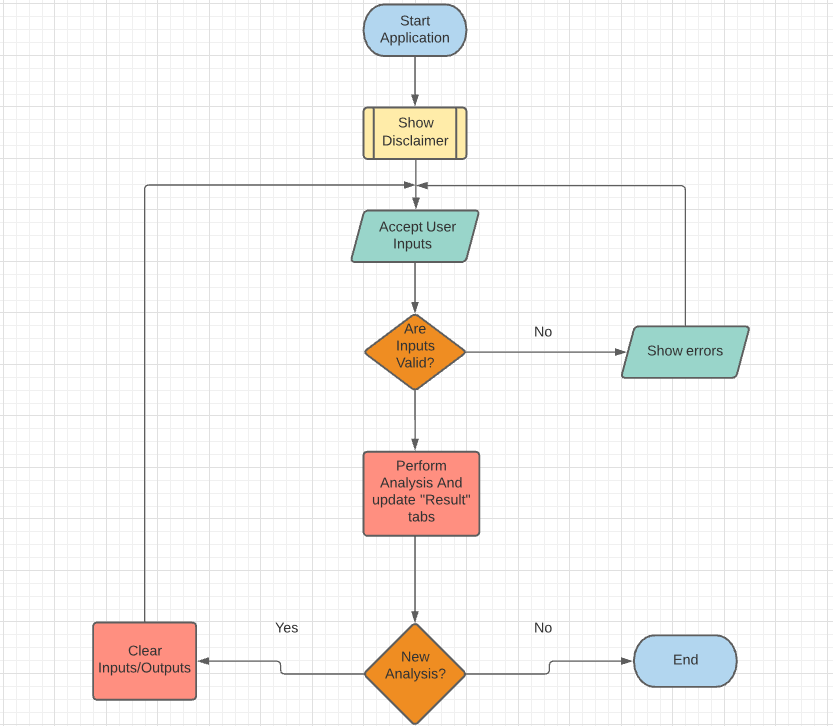 Start
Application
Show
Disclaimer
Accept User
Inputs
Are
Inputs
Valid?
No
Show errors
Perform
Analysis And
update "Result"
tabs
Yes
No
Clear
Inputs/Outputs
New
Analysis?
End